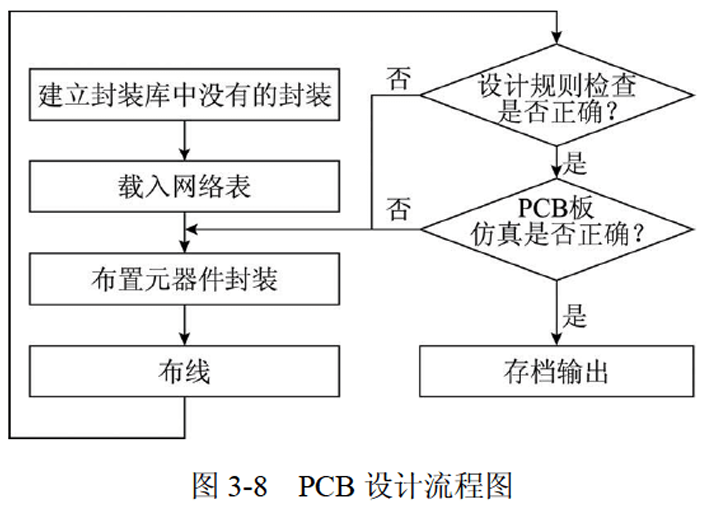 建立封装库中没有的封装
载入网络表
布置元器件封装
布线
设计规则检查
是否正确？
否
是
PCB板
仿真是否正确？
否
是
存档输出
图 3-8 PCB 设计流程图